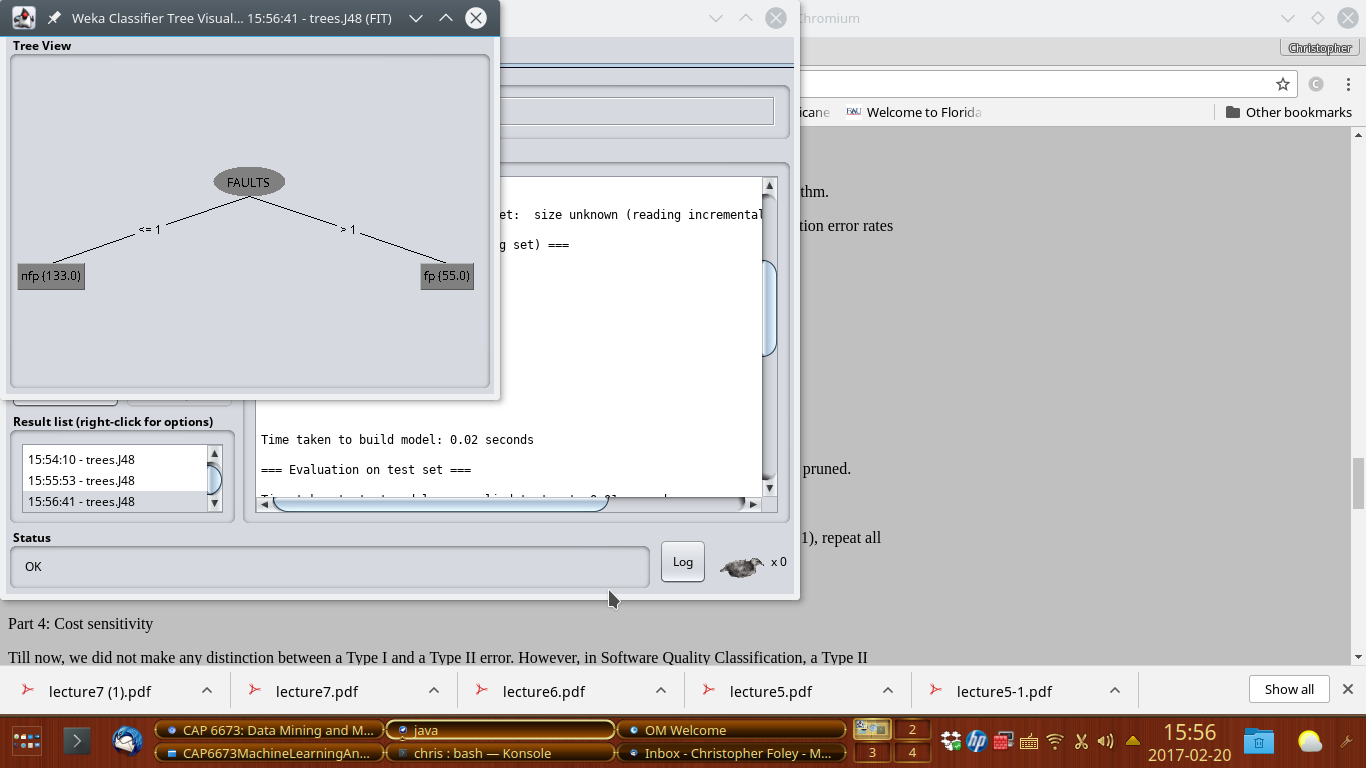 Weka Classifier Tree Visual... 15:56:41 - trees.J48 (FIT)
Chromium
Christopher
Tree View
icane
Welcome to Florida
Other bookmarks
FAULTS
<= 1
> 1
nfp (133.0)
fp (55.0)
et:  size unknown (reading incremental
g set) ===
thm.
tion error rates
Result list (right-click for options)
15:54:10 - trees.J48
15:55:53 - trees.J48
15:56:41 - trees.J48
Time taken to build model: 0.02 seconds
=== Evaluation on test set ===
pruned.
1), repeat all
Status
OK
Log
x 0
Part 4: Cost sensitivity
Till now, we did not make any distinction between a Type I and a Type II error. However, in Software Quality Classification, a Type II
lecture7 (1).pdf
lecture7.pdf
lecture6.pdf
lecture5.pdf
lecture5-1.pdf
Show all
CAP 6673: Data Mining and M...
java
OM Welcome
CAP6673MachineLearningAn...
chris : bash — Konsole
Inbox - Christopher Foley - M...
2
3
4
15:56
2017-02-20